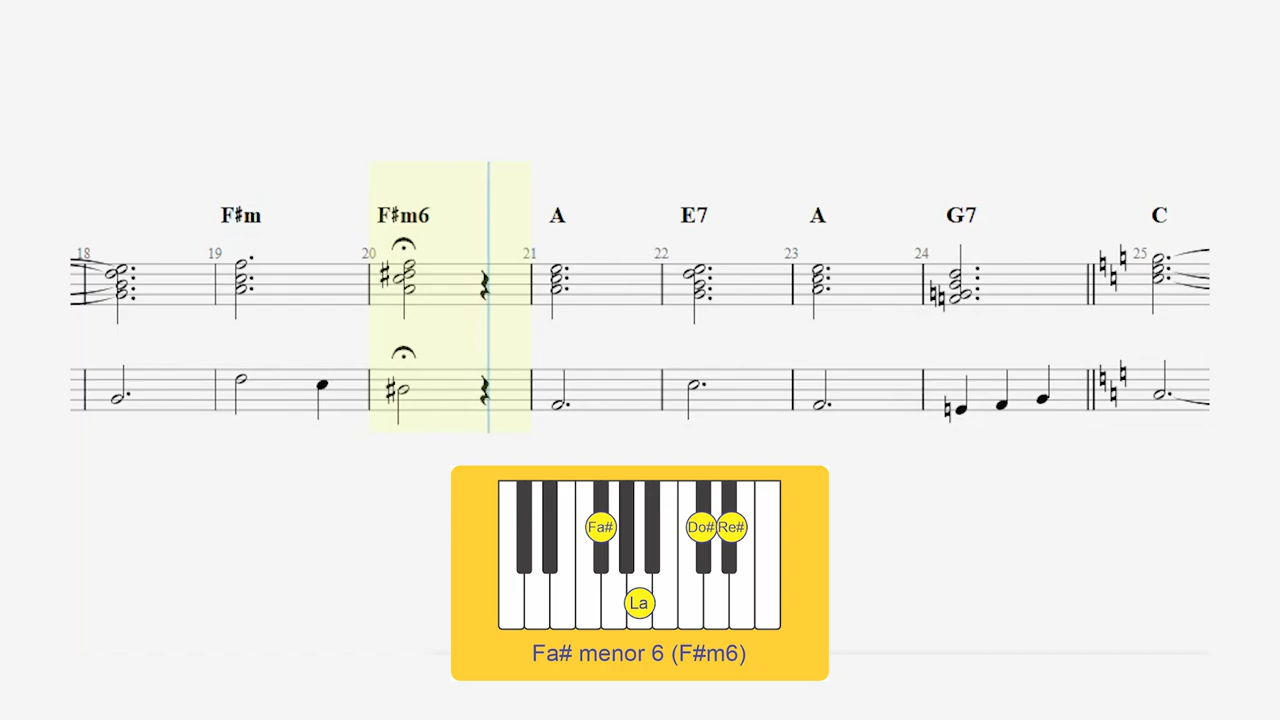 F♯m F♯m6 A E7 A G7 C
18 19 20 21 22 23 24 25
Fa# Do# Re#
La
Fa# menor 6 (F#m6)